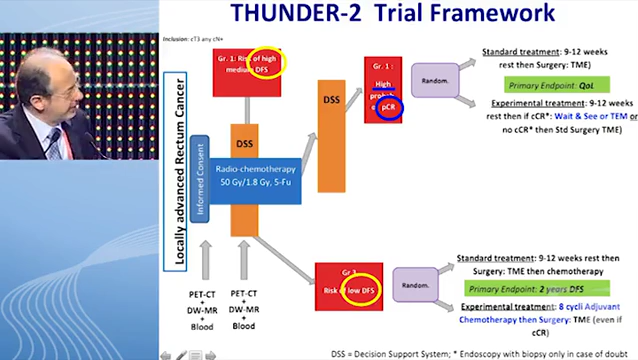 THUNDER-2 Trial Framework
Inclusion: cT3 any cN+
Locally advanced Rectum Cancer
Informed Consent
Gr. 1: Risk of high
medium DFS
DSS
Radio-chemotherapy
50 Gy/1.8 Gy, 5-Fu
PET-CT
+
DW-MR
+
Blood
PET-CT
+
DW-MR
+
Blood
DSS
Gr. 1 :
High
pCR
Random.
Standard treatment: 9-12 weeks
rest then Surgery: TME)
Primary Endpoint: QoL
Experimental treatment: 9-12 weeks
rest then if cCR*: Wait & See or TEM or
no cCR* then Std Surgery TME)
Risk of low DFS
Random.
Standard treatment: 9-12 weeks rest then
Surgery: TME then chemotherapy
Primary Endpoint: 2 years DFS
Experimental treatment: 8 cycli Adjuvant
Chemotherapy then Surgery: TME (even if
cCR)
DSS = Decision Support System; * Endoscopy with biopsy only in case of doubt